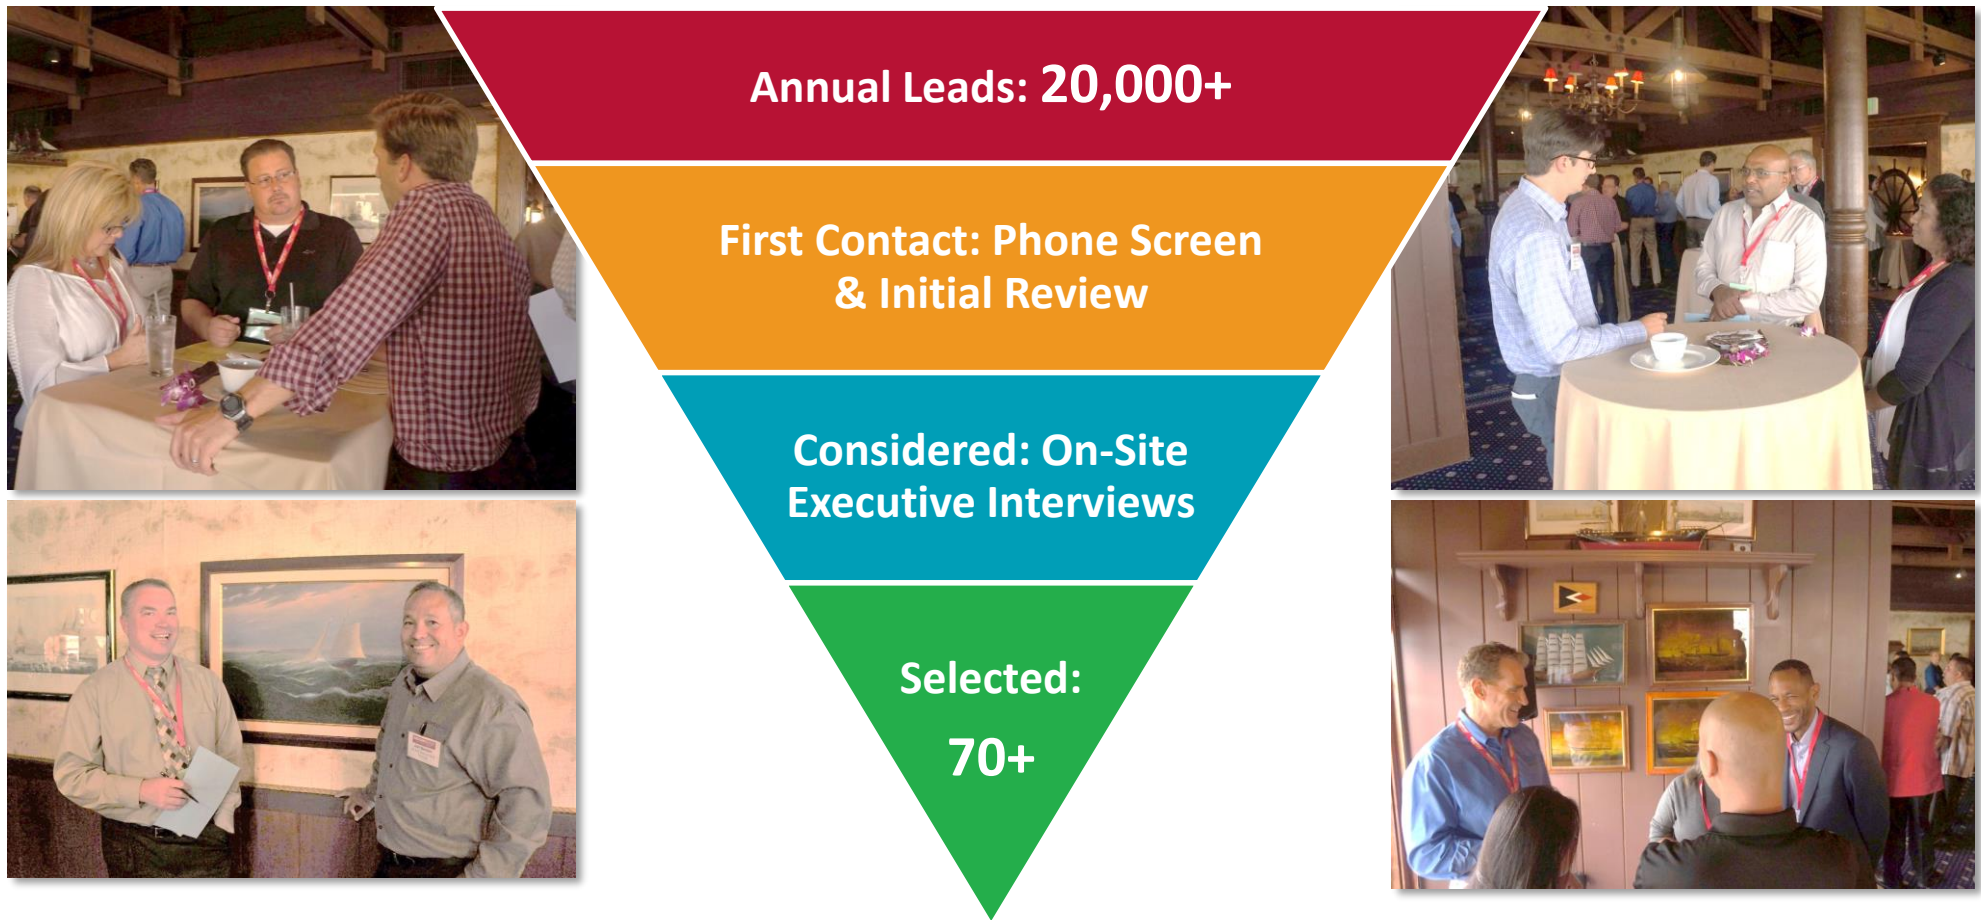 Annual Leads: 20,000+
First Contact: Phone Screen
& Initial Review
Considered: On-Site
Executive Interviews
Selected:
70+